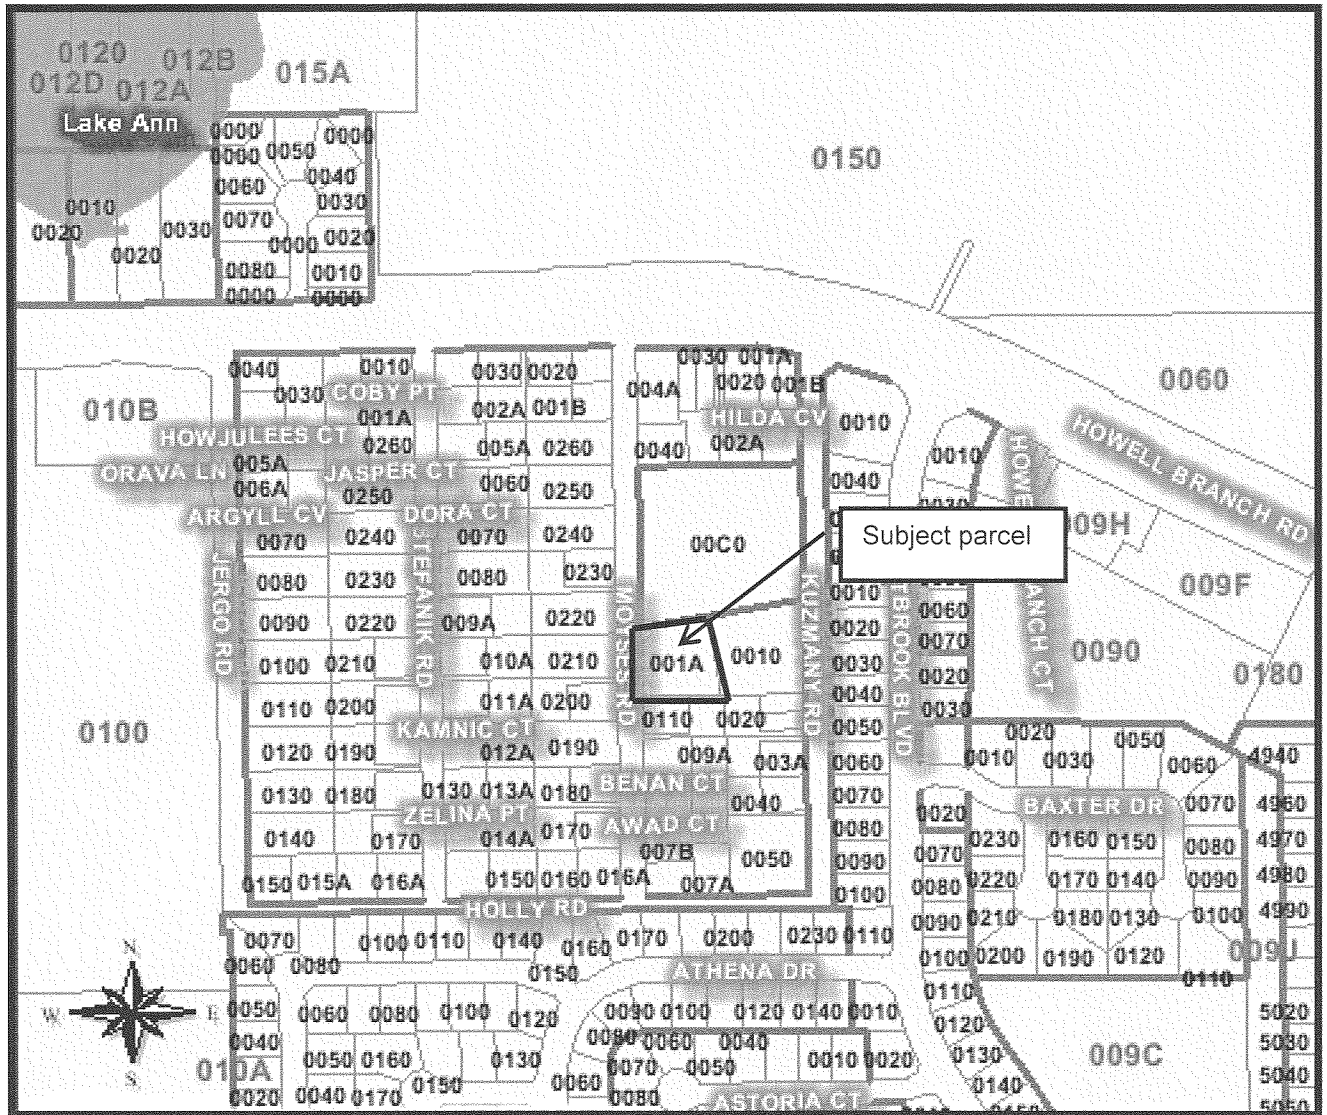 0120 012B
012D 012A 015A
Lake Ann
0000 0000
0000 0050
0040
0060 0030
0010 0070
0020 0030 0000 0020
0020
0080 0010
0000 0000
0150
0060
0040 0010 0030 0020 0030 001A
0030 COBY PT 004A 0020 001B
010B 001A 002A 001B HILDA CV 0010
HOWJULEES CT 0260 005A 0260 0040 002A
ORAVA LN 005A JASPER CT 0060 0010
006A 0250 0250 0040
ARGYLL CV DORA CT 0030
0070 0240 0070 0240 00C0 Subject parcel 009H
HOWELL BRANCH RD
0080 0230 0080 0230 0010 009F
0090 0220 009A 0220 0020 0060
0070
0100 0210 010A 0210 001A 0010 0030 0020 0090 0180
JERGO RD
STEFANIK RD
MOSES RD
KUZMANY RD
0110 0200 011A 0200 0040 0030
0100 KAMNIC CT 0110 0020 0050
0120 0190 012A 0190 009A 003A 0060
0020 0050
0010 0030 0060 4940
0130 0180 0130 013A 0180 BENAN CT 0040 0070 BAXTER DR 0070 4960
ZELINA PT AWAD CT 0020
0140 0170 014A 0170 007B 0050 0080 0230 0160 0150 0080 4970
0090 0070
0150 015A 016A 0150 0160 016A 007A 0100 0080 0220 0170 0140 0090 4980
HOLLY RD
0090 0210 0180 0130 0100 4990
0070 0100 0110 0140 0160 0170 0200 0230 0110
0060 0080 0150 ATHENA DR 0100 0200 0190 0120 009J
0110 0110
N
W E
S
0050 0060 0080 0100 0120 0090 0100 0120 0140 0010 0120 5020
0040 0080 0060 0040
0050 0160 0130 0070 0050 0010 0020 0130 009C 5030
010A 0150 0060 0140 5040
0020 0040 0170 0080 ASTORIA CT 5050